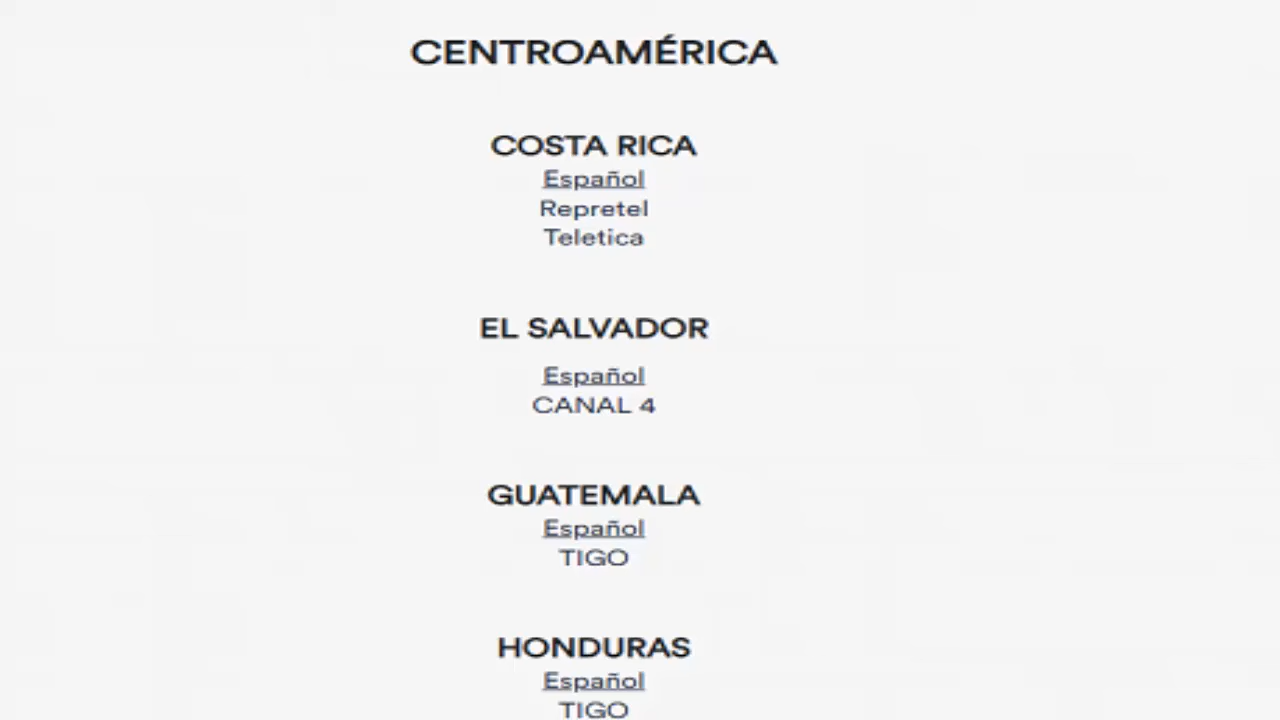 CENTROAMÉRICA
COSTA RICA
Español
Repretel
Teletica
EL SALVADOR
Español
CANAL 4
GUATEMALA
Español
TIGO
HONDURAS
Español
TIGO